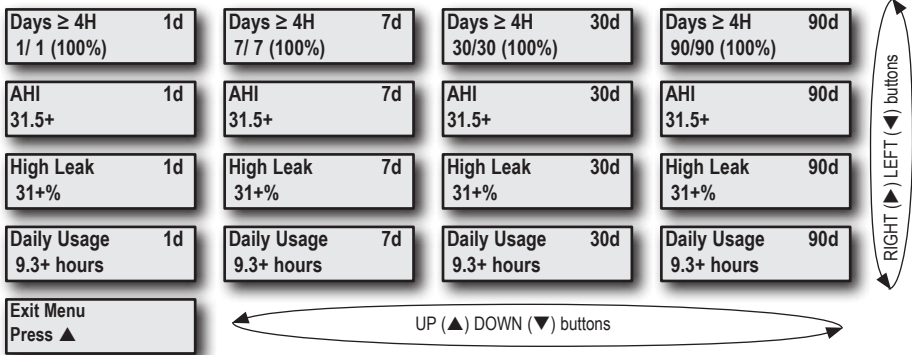 Days ≥ 4H 1d
1/ 1 (100%)
Days ≥ 4H 7d
7/ 7 (100%)
Days ≥ 4H 30d
30/30 (100%)
Days ≥ 4H 90d
90/90 (100%)
AHI 1d
31.5+
AHI 7d
31.5+
AHI 30d
31.5+
AHI 90d
31.5+
High Leak 1d
31+%
High Leak 7d
31+%
High Leak 30d
31+%
High Leak 90d
31+%
Daily Usage 1d
9.3+ hours
Daily Usage 7d
9.3+ hours
Daily Usage 30d
9.3+ hours
Daily Usage 90d
9.3+ hours
Exit Menu
Press ▲
UP (▲) DOWN (▼) buttons
RIGHT (▶) LEFT (◀) buttons